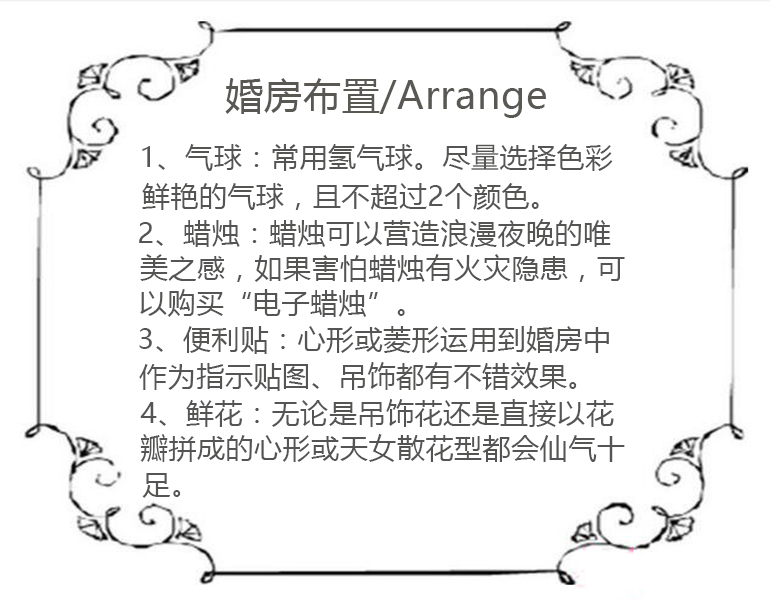 婚房布置/Arrange
1、气球：常用氢气球。尽量选择色彩
鲜艳的气球，且不超过2个颜色。
2、蜡烛：蜡烛可以营造浪漫夜晚的唯
美之感，如果害怕蜡烛有火灾隐患，可
以购买“电子蜡烛”。
3、便利贴：心形或菱形运用到婚房中
作为指示贴图、吊饰都有不错效果。
4、鲜花：无论是吊饰花还是直接以花
瓣拼成的心形或天女散花型都会仙气十
足。